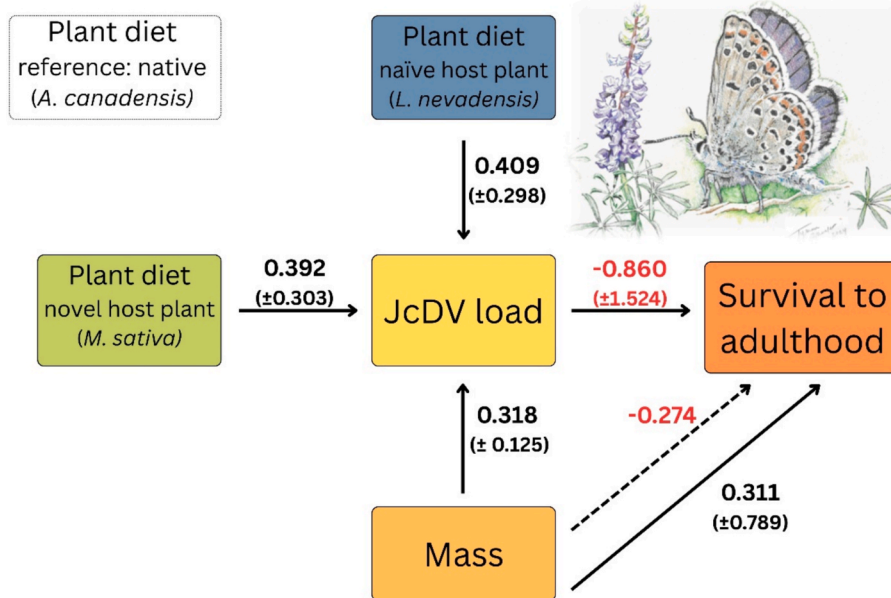 Plant diet
reference: native
(A. canadensis)
Plant diet
naïve host plant
(L. nevadensis)
0.409
(±0.298)
Plant diet
novel host plant
(M. sativa)
0.392
(±0.303)
JcDV load
-0.860
(±1.524)
Survival to
adulthood
0.318
(± 0.125)
-0.274
0.311
(±0.789)
Mass